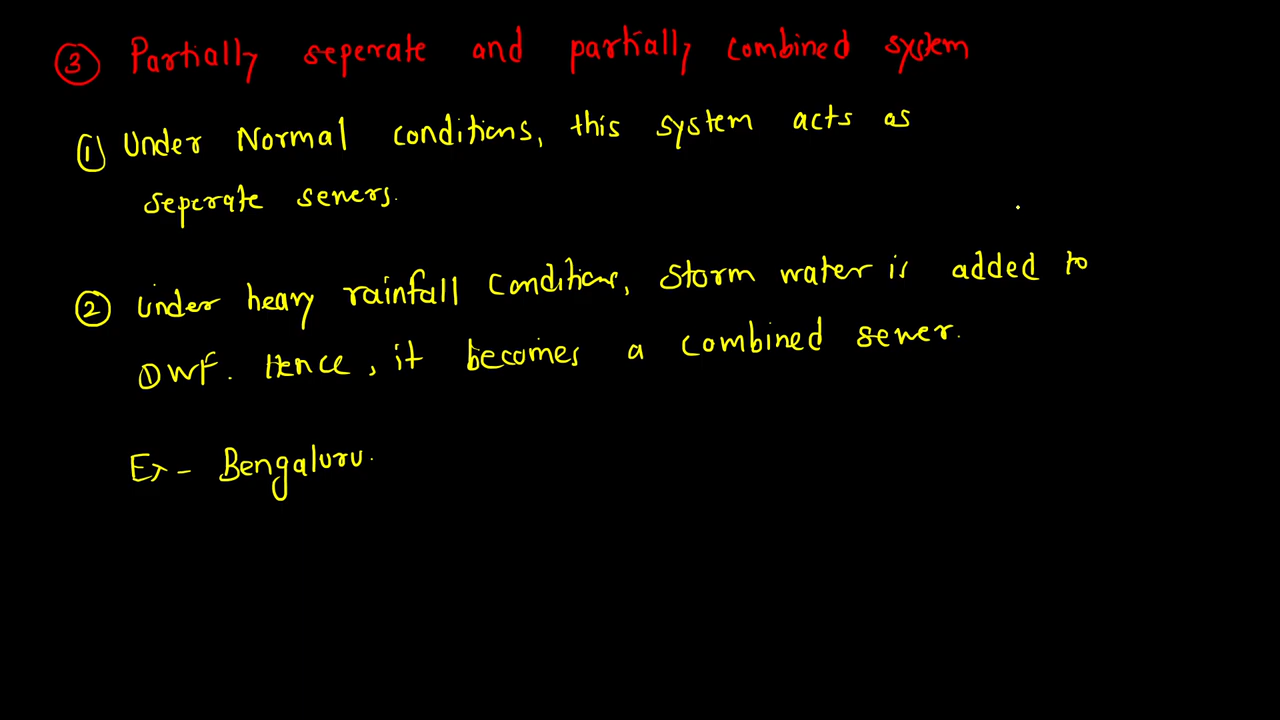 ③ Partially seperate and partially combined system
① Under Normal conditions, this system acts as
seperate sewers.
② Under heavy rainfall conditions, storm water is added to
DWF. Hence, it becomes a combined sewer.
Ex - Bengaluru.